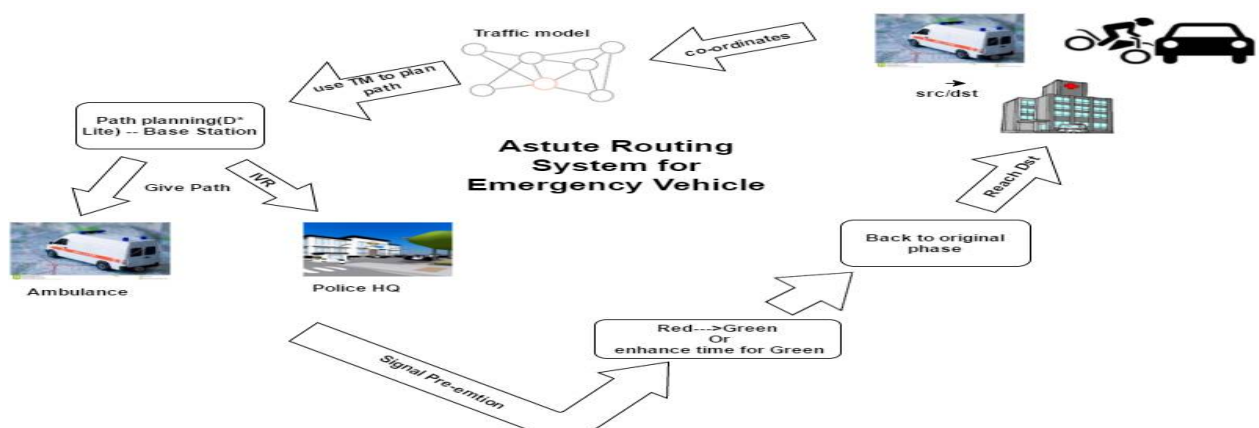 Traffic model
co-ordinates
src/dst
use TM to plan
path
Path planning(D*
Lite) -- Base Station
Astute Routing
System for
Emergency Vehicle
Give Path
IVR
Reach Dst
Ambulance
Police HQ
Back to original
phase
Red--->Green
Or
enhance time for Green
Signal Pre-emtion